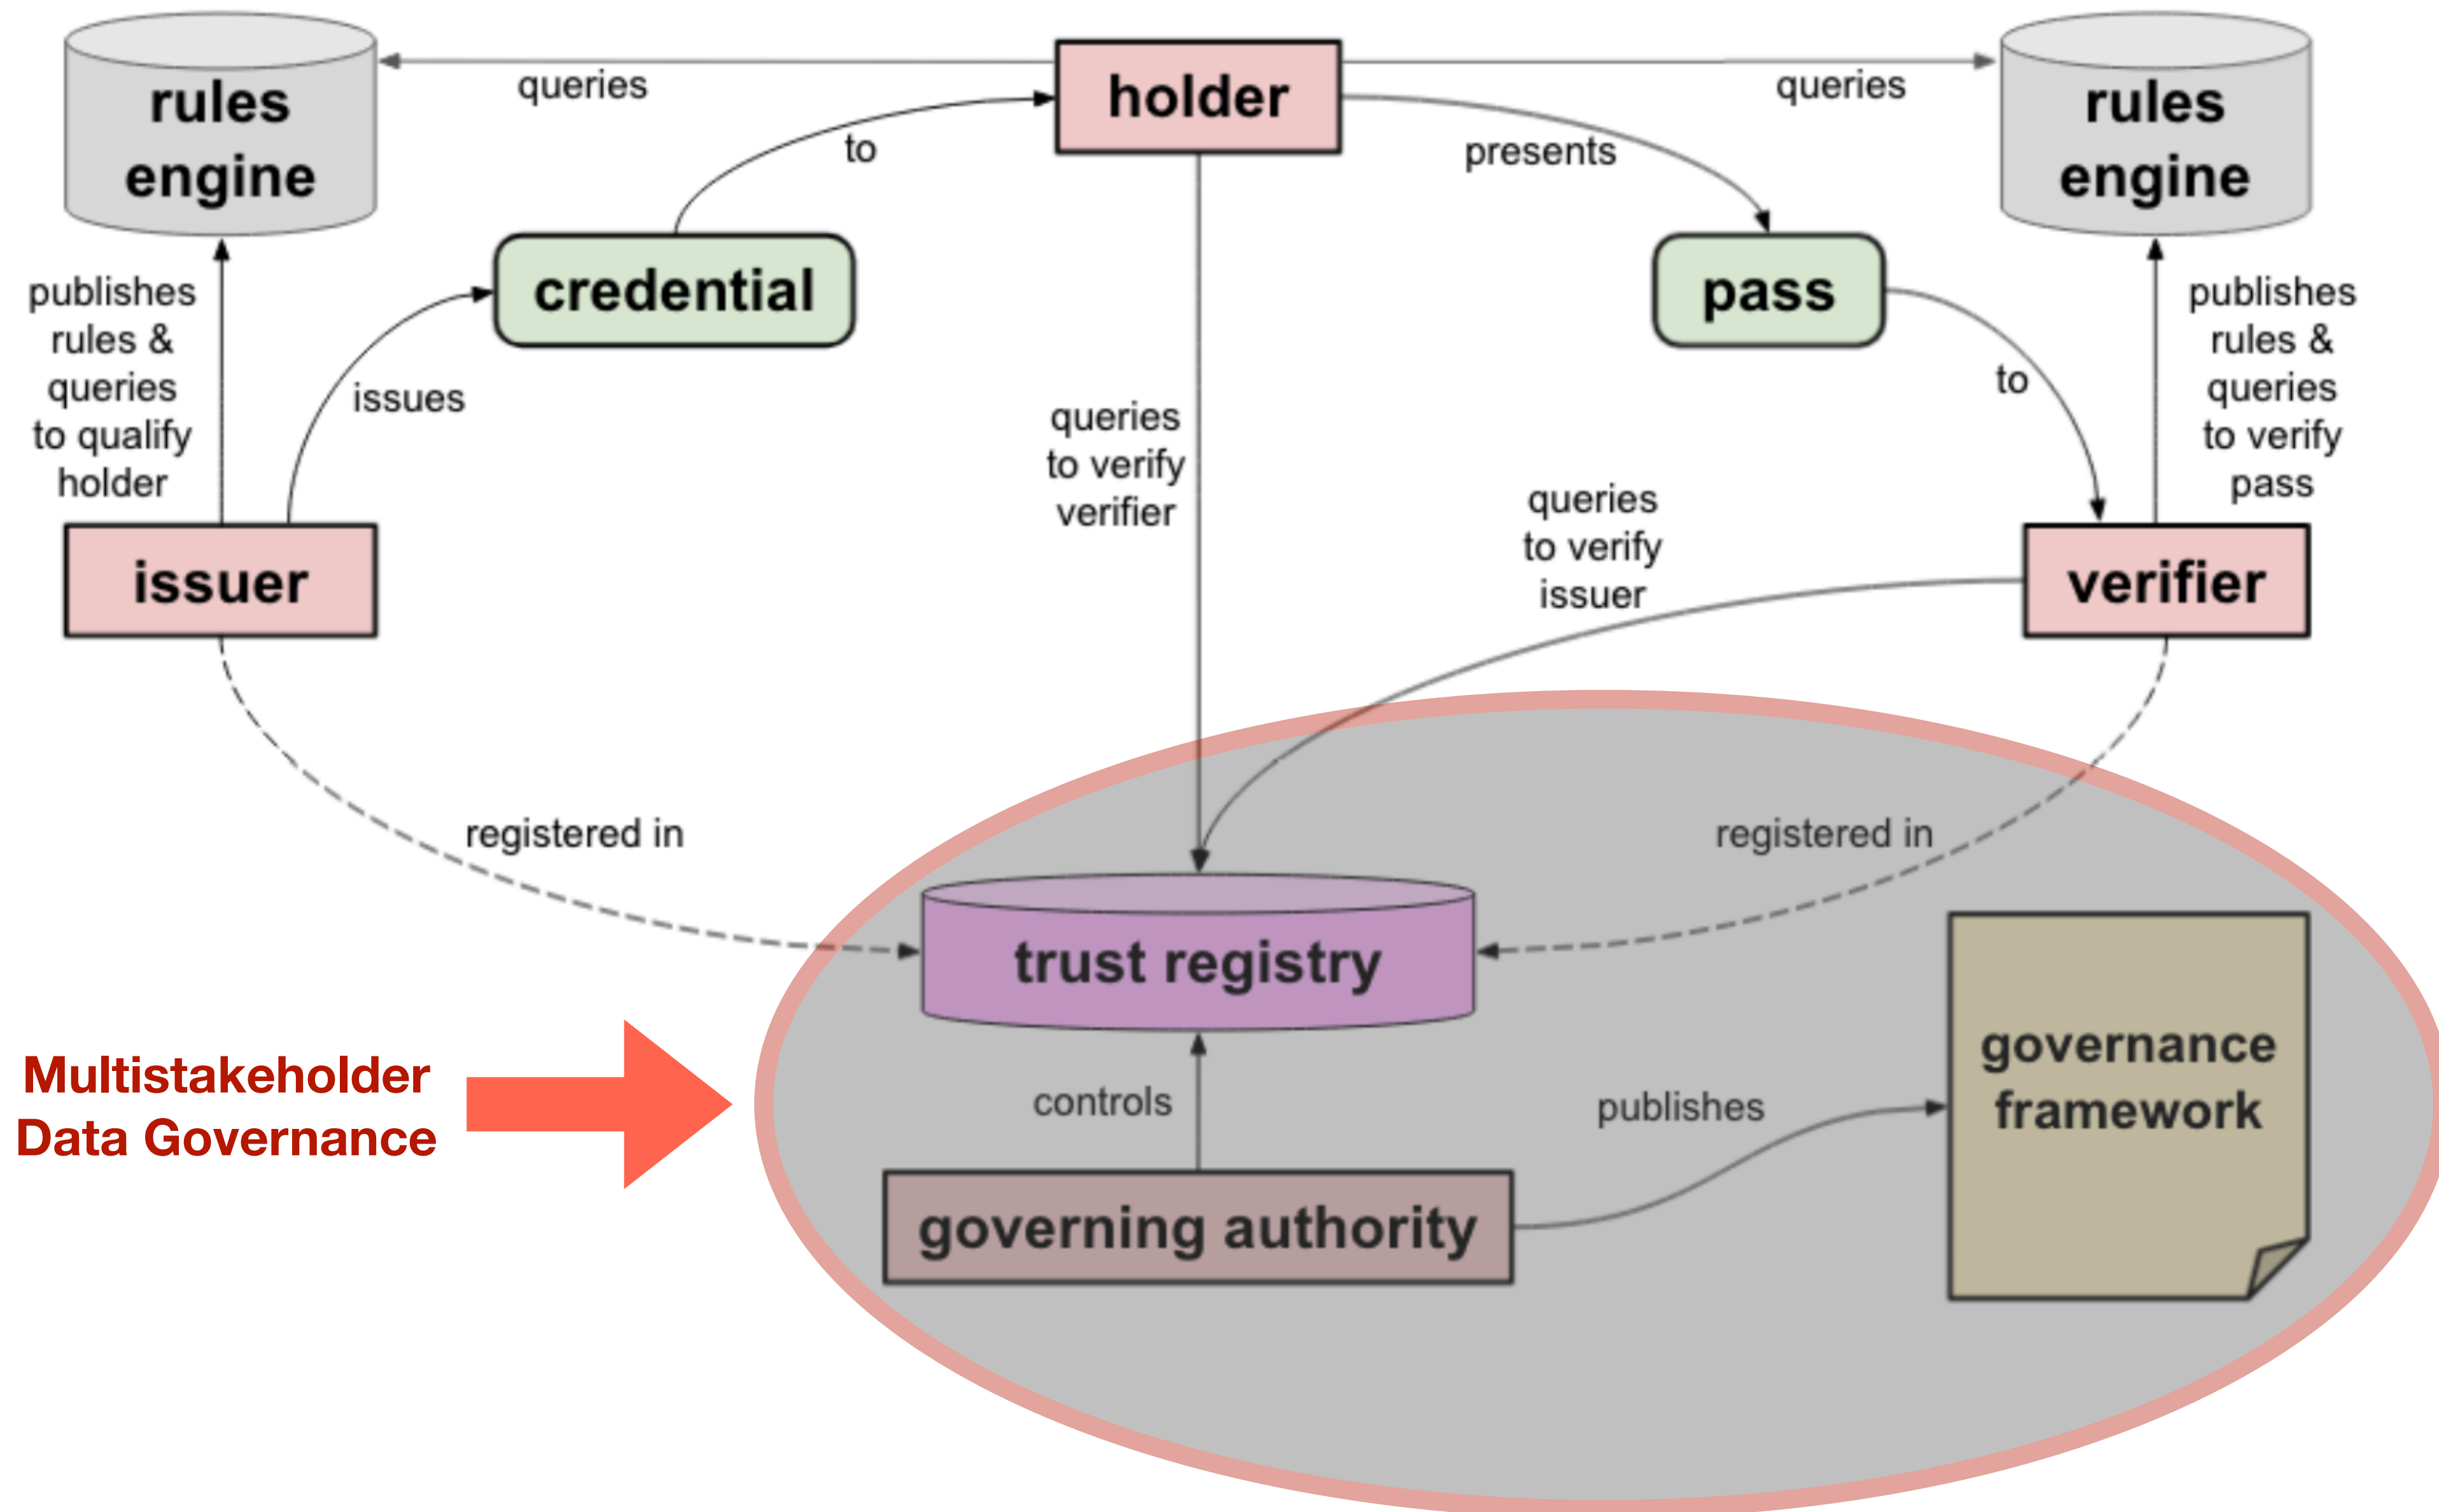 rules
engine
queries
holder
queries
rules
engine
to
presents
publishes
rules &
queries
to qualify
holder
credential
issues
pass
to
publishes
rules &
queries
to verify
pass
queries
to verify
verifier
queries
to verify
issuer
issuer
verifier
registered in
registered in
trust registry
Multistakeholder
Data Governance
controls
publishes
governance
framework
governing authority